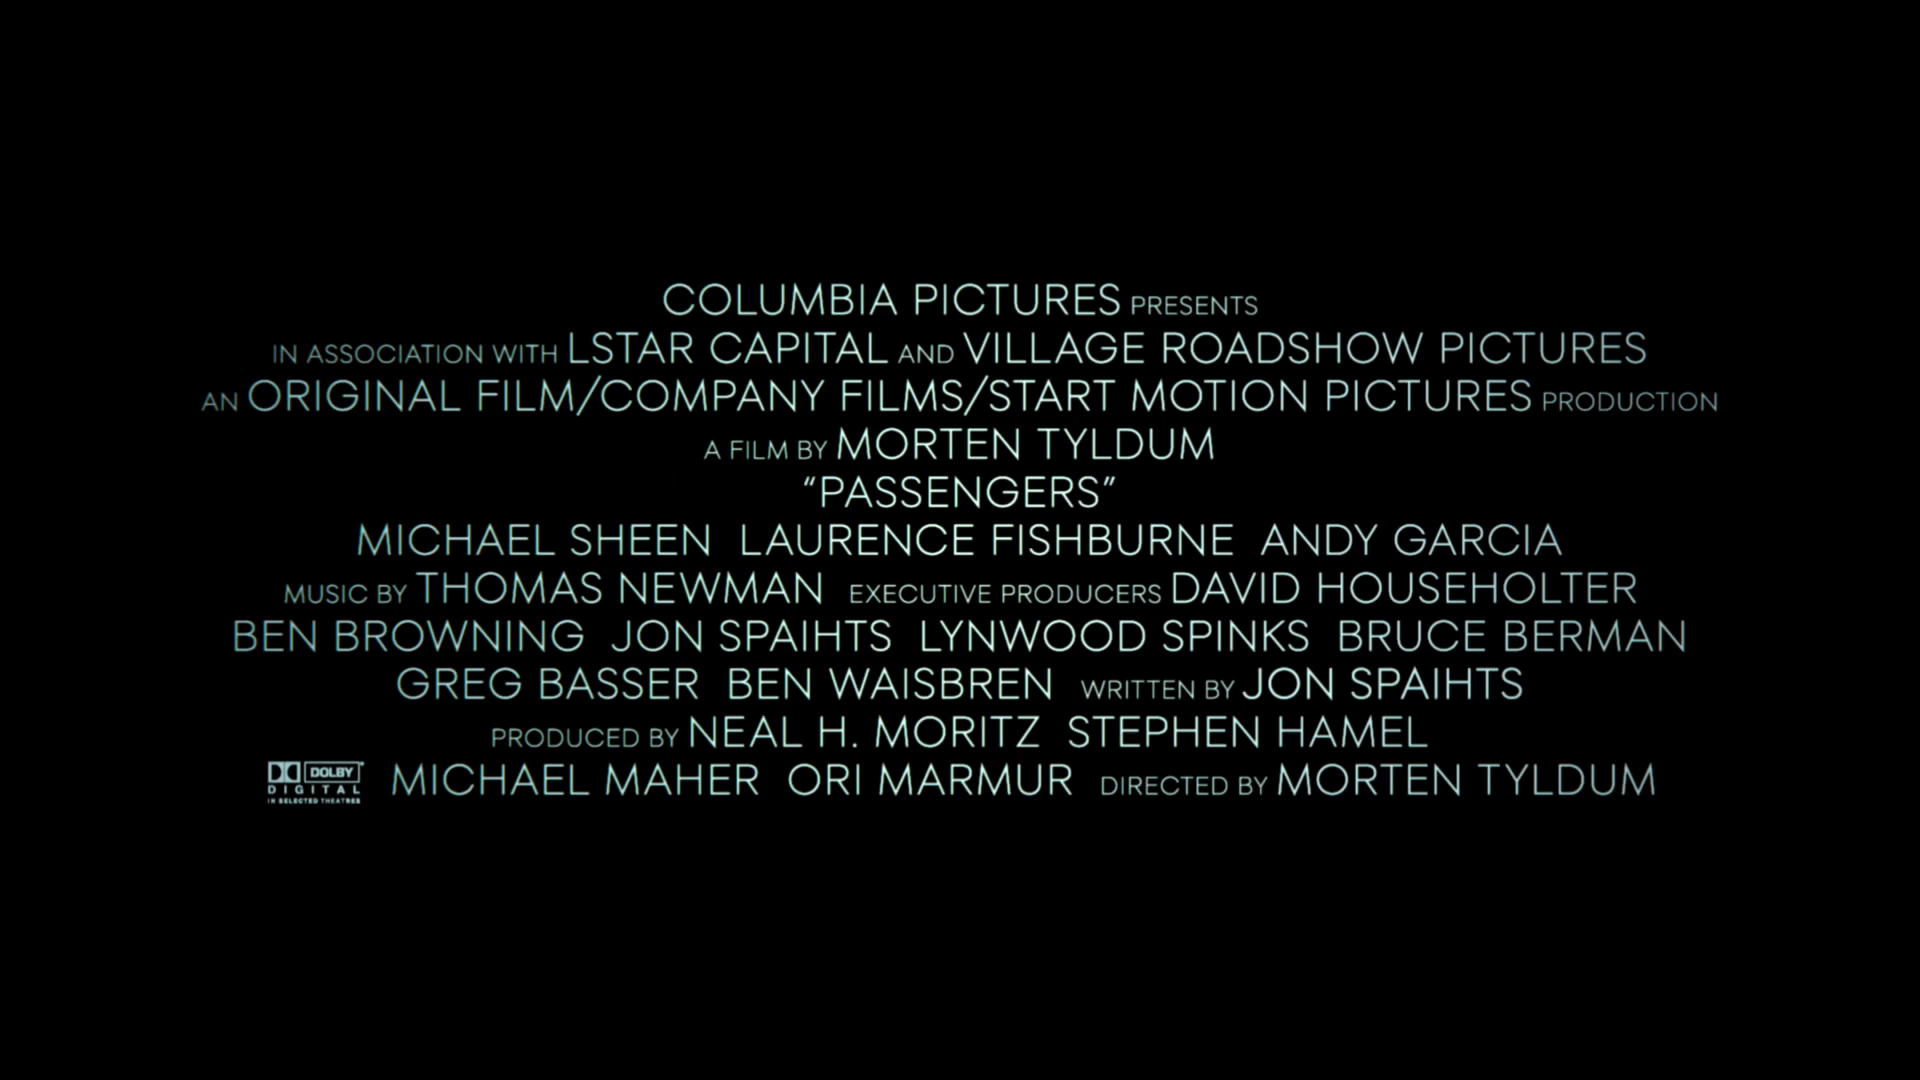 COLUMBIA PICTURES PRESENTS
IN ASSOCIATION WITH LSTAR CAPITAL AND VILLAGE ROADSHOW PICTURES
AN ORIGINAL FILM/COMPANY FILMS/START MOTION PICTURES PRODUCTION
A FILM BY MORTEN TYLDUM
“PASSENGERS”
MICHAEL SHEEN LAURENCE FISHBURNE ANDY GARCIA
MUSIC BY THOMAS NEWMAN EXECUTIVE PRODUCERS DAVID HOUSEHOLTER
BEN BROWNING JON SPAIHTS LYNWOOD SPINKS BRUCE BERMAN
GREG BASSER BEN WAISBREN WRITTEN BY JON SPAIHTS
PRODUCED BY NEAL H. MORITZ STEPHEN HAMEL
MICHAEL MAHER ORI MARMUR DIRECTED BY MORTEN TYLDUM
DOLBY
DIGITAL
IN SELECTED THEATRES